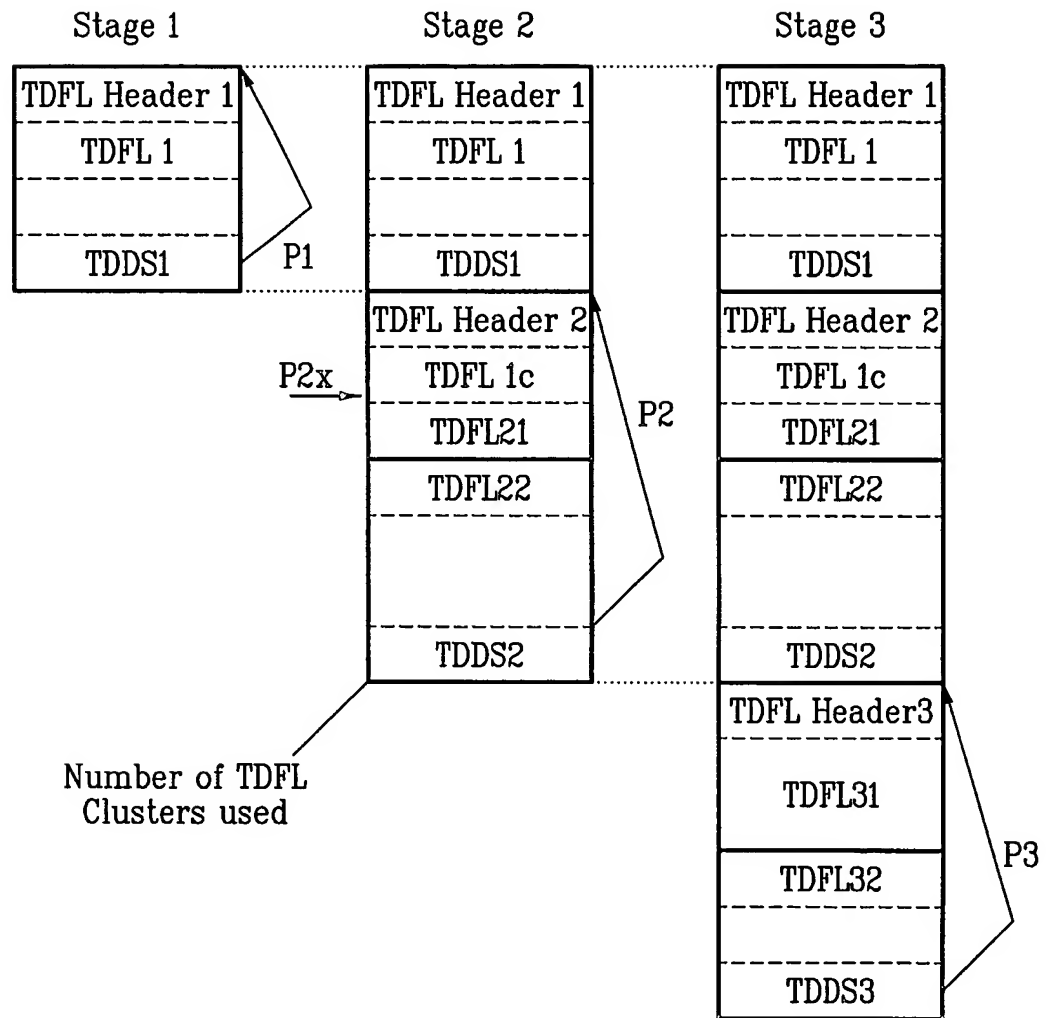 Stage 1
Stage 2
Stage 3
TDFL Header 1
TDFL 1
TDDS1
P1
TDFL Header 1
TDFL 1
TDDS1
TDFL Header 2
TDFL 1c
TDFL21
TDFL22
TDDS2
P2x
P2
Number of TDFL
Clusters used
TDFL Header 1
TDFL 1
TDDS1
TDFL Header 2
TDFL 1c
TDFL21
TDFL22
TDDS2
TDFL Header3
TDFL31
TDFL32
TDDS3
P3